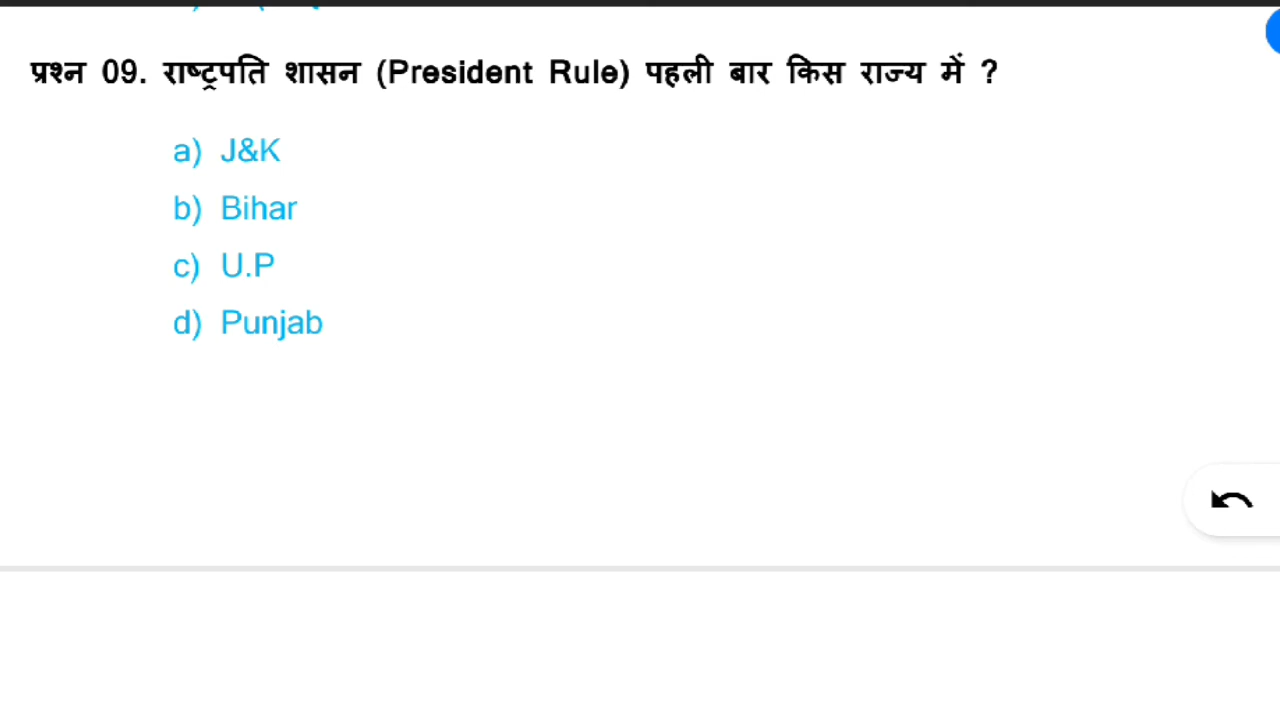 प्रश्न 09. राष्ट्रपति शासन (President Rule) पहली बार किस राज्य में ?
a) J&K
b) Bihar
c) U.P
d) Punjab